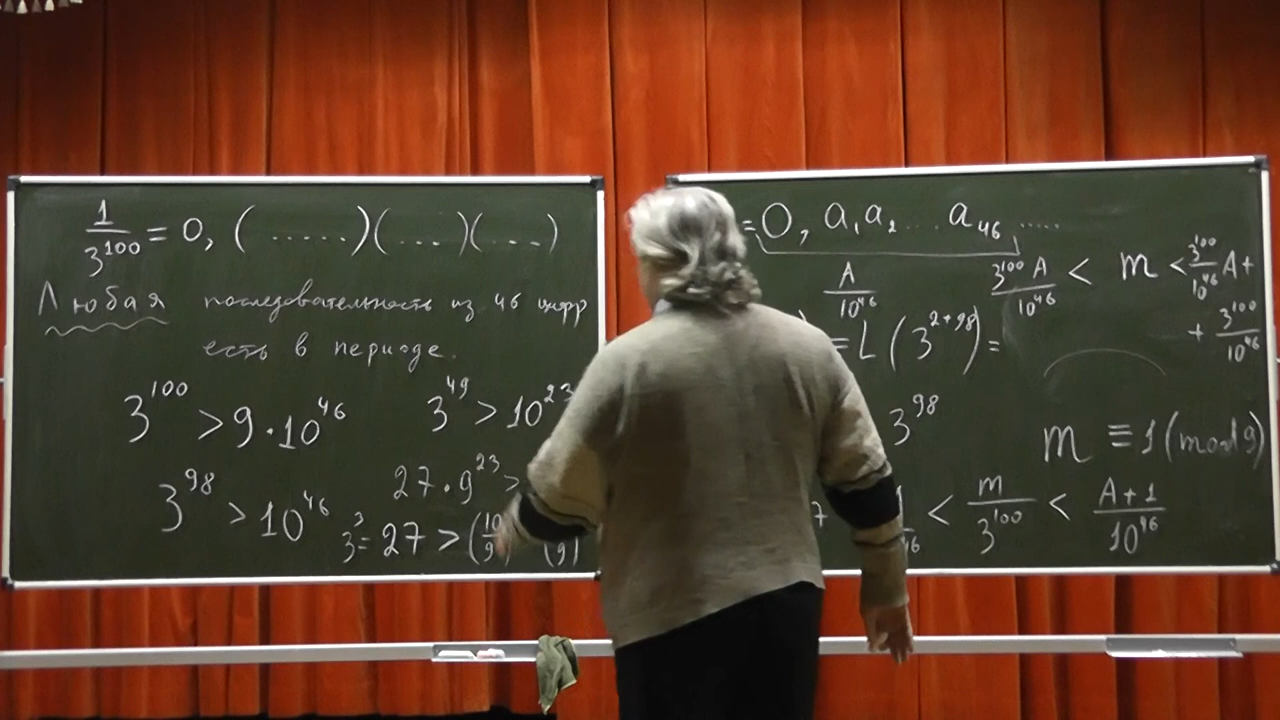 1/3^100 = 0, ( ..... )( ... )( ... )
Любая последовательность из 46 цифр
есть в периоде.
3^100 > 9 · 10^46
3^49 > 10^23
3^98 > 10^46
27 · 9^23 >
3^3 = 27 >
= 0, a₁ a₂ ... a₄₆ .....
A/10^46
3^100 A/10^46 < m < 3^100/10^46 A +
+ 3^100/10^46
= L (3^(2+98)) =
3^98
m ≡ 1 (mod 9)
< m/3^100 < A+1/10^46